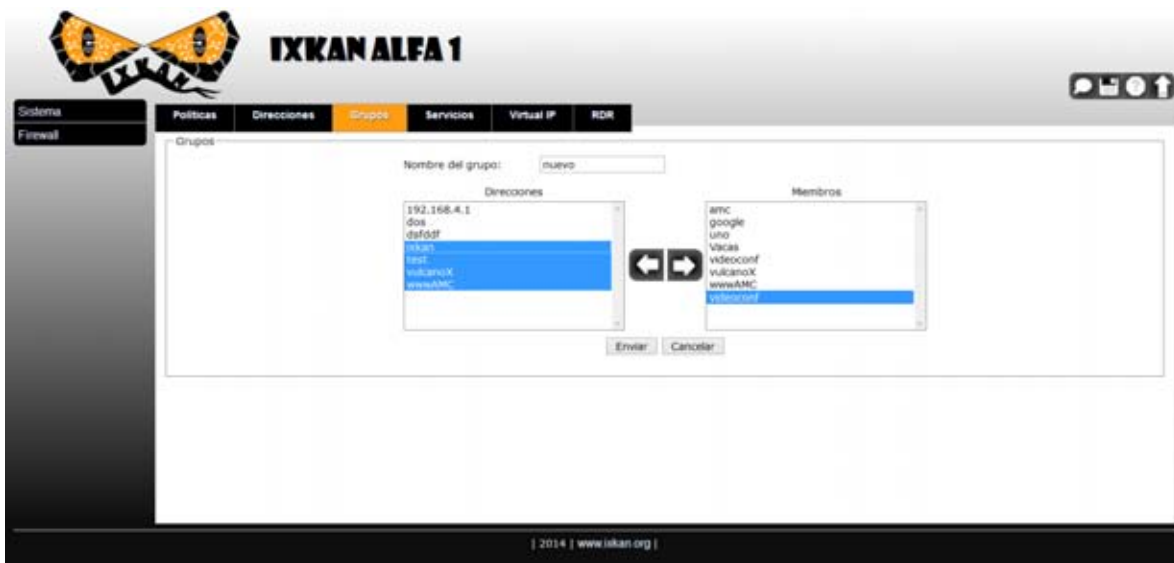 IXKAN
IXKAN ALFA 1
Sistema
Firewall
Politicas
Direcciones
Grupos
Servicios
Virtual IP
RDR
Grupos
Nombre del grupo:
nuevo
Direcciones
Miembros
192.168.4.1
dos
dsfddf
ixkan
test
vulcanoX
wwwAMC
amc
google
uno
Vacas
videoconf
vulcanoX
wwwAMC
videoconf
Enviar
Cancelar
| 2014 | www.ixkan.org |